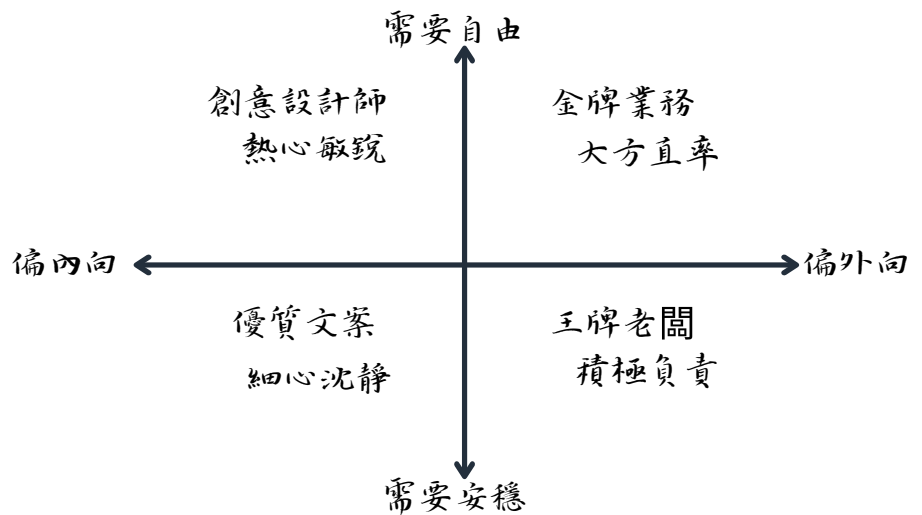 需要自由
創意設計師
熱心敏銳
金牌業務
大方直率
偏內向
偏外向
優質文案
細心沈靜
王牌老闆
積極負責
需要安穩